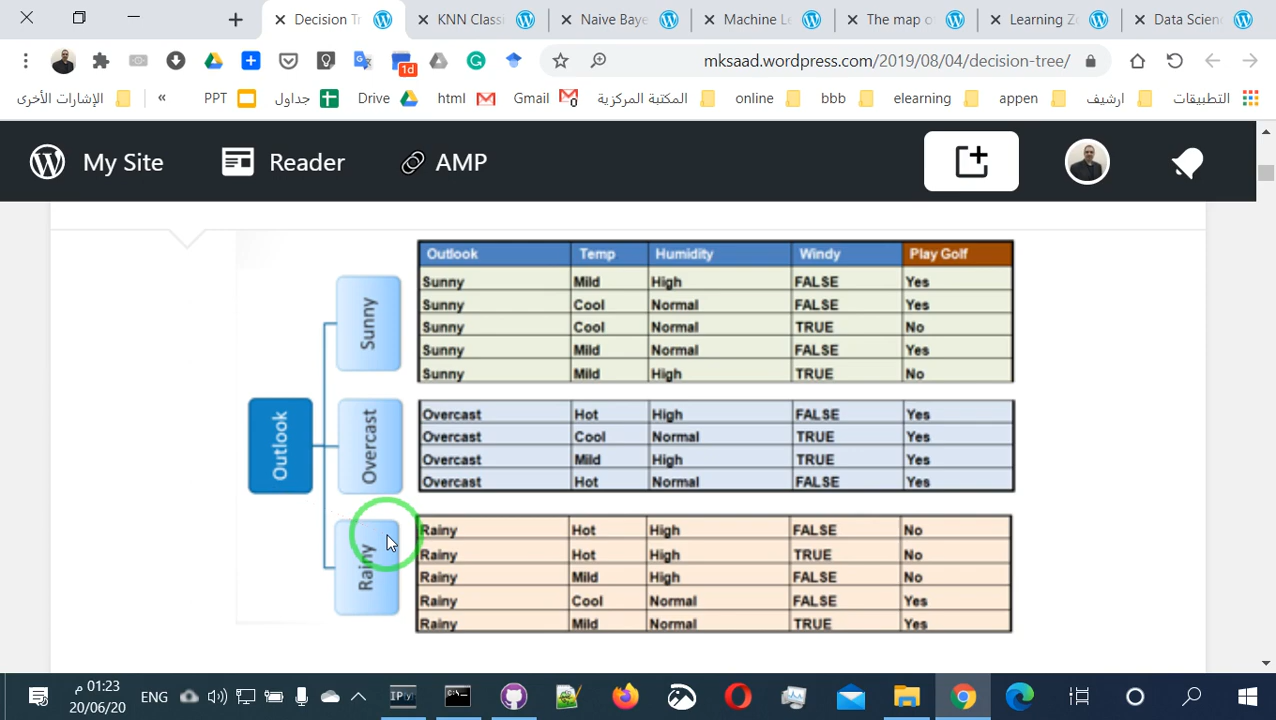 Decision Tr
KNN Classi
Naive Baye
Machine Le
The map o
Learning Ze
Data Scienc
1d
mksaad.wordpress.com/2019/08/04/decision-tree/
الإشارات الأخرى
»
PPT
جداول
Drive
html
Gmail
المكتبة المركزية
online
bbb
elearning
appen
ارشيف
التطبيقات
My Site
Reader
AMP
Outlook Temp Humidity Windy Play Golf
Sunny Mild High FALSE Yes
Sunny Cool Normal FALSE Yes
Sunny Cool Normal TRUE No
Sunny Mild Normal FALSE Yes
Sunny Mild High TRUE No
Overcast Hot High FALSE Yes
Overcast Cool Normal TRUE Yes
Overcast Mild High TRUE Yes
Overcast Hot Normal FALSE Yes
Rainy Hot High FALSE No
Rainy Hot High TRUE No
Rainy Mild High FALSE No
Rainy Cool Normal FALSE Yes
Rainy Mild Normal TRUE Yes
Outlook
Sunny
Overcast
Rainy
01:23 م
20/06/20
ENG
IPy